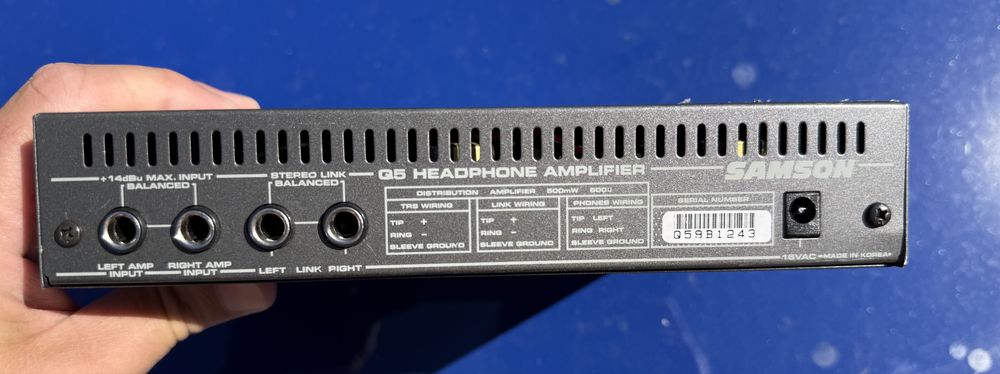 +14dBu MAX. INPUT
BALANCED
STEREO LINK
BALANCED
Q5 HEADPHONE AMPLIFIER
SAMSON
DISTRIBUTION AMPLIFIER 500mW 600Ω
TRS WIRING
TIP +
RING -
SLEEVE GROUND
LINK WIRING
TIP +
RING -
SLEEVE GROUND
PHONES WIRING
TIP LEFT
RING RIGHT
SLEEVE GROUND
SERIAL NUMBER
Q59B1243
LEFT AMP
INPUT
RIGHT AMP
INPUT
LEFT LINK RIGHT
16VAC
MADE IN KOREA